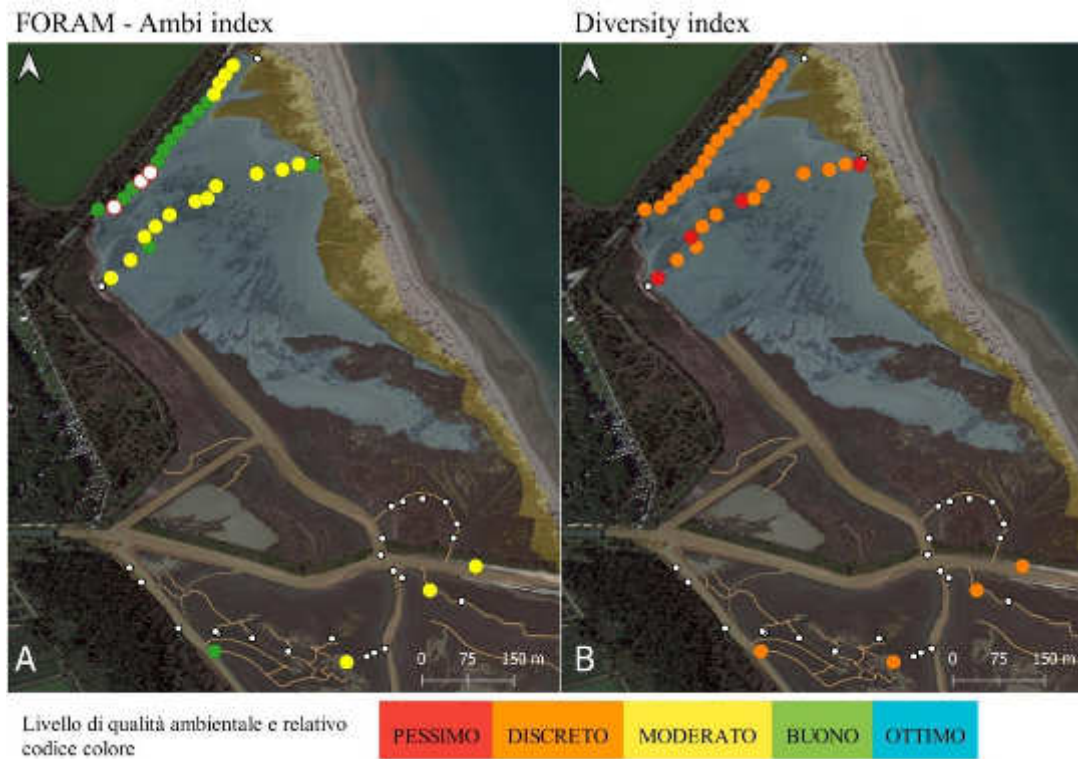 FORAM - Ambi index
Diversity index
A
0 75 150 m
B
0 75 150 m
Livello di qualità ambientale e relativo
codice colore
PESSIMO DISCRETO MODERATO BUONO OTTIMO